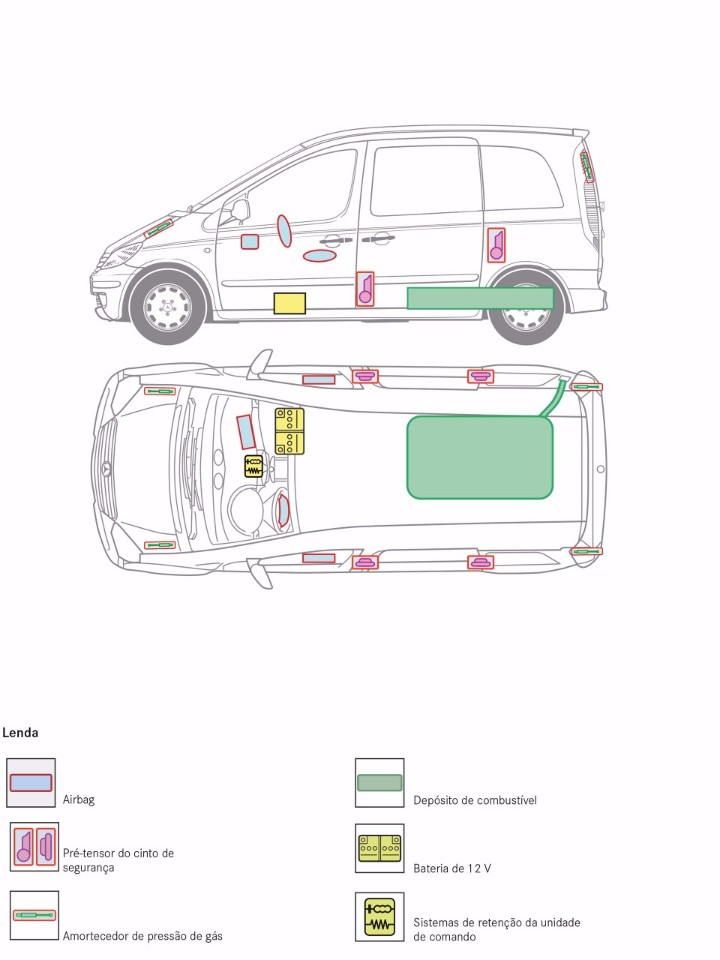 Lenda
Airbag
Depósito de combustível
Pré-tensor do cinto de
segurança
Bateria de 12 V
Amortecedor de pressão de gás
Sistemas de retenção da unidade
de comando